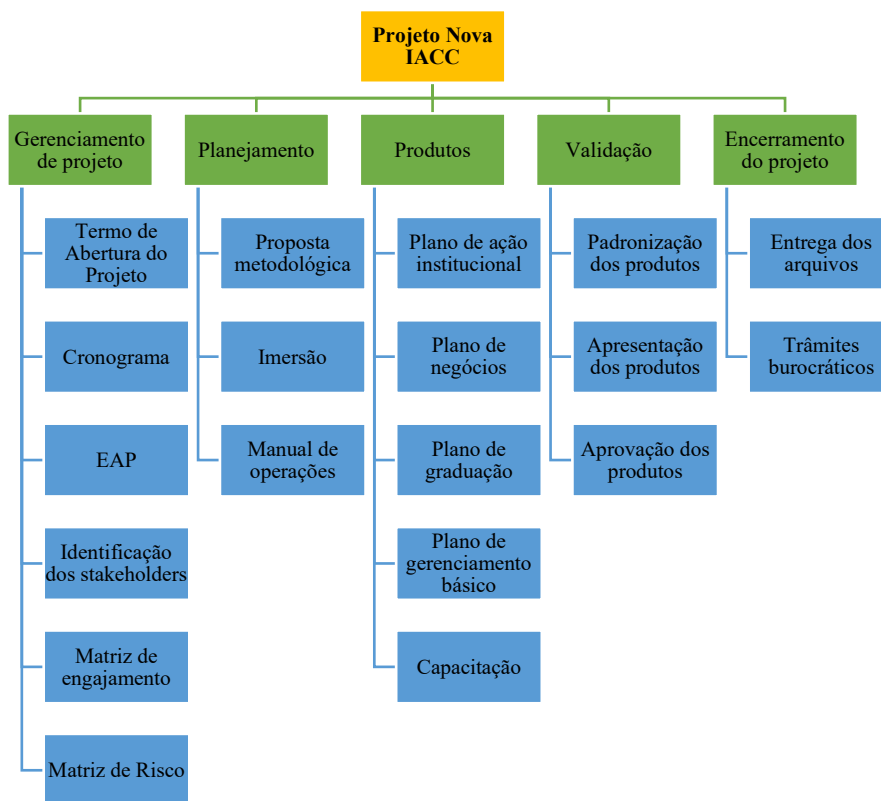 Projeto Nova
IACC
Gerenciamento
de projeto
Planejamento
Produtos
Validação
Encerramento
do projeto
Termo de
Abertura do
Projeto
Cronograma
EAP
Identificação
dos stakeholders
Matriz de
engajamento
Matriz de Risco
Proposta
metodológica
Imersão
Manual de
operações
Plano de ação
institucional
Plano de
negócios
Plano de
graduação
Plano de
gerenciamento
básico
Capacitação
Padronização
dos produtos
Apresentação
dos produtos
Aprovação dos
produtos
Entrega dos
arquivos
Trâmites
burocráticos